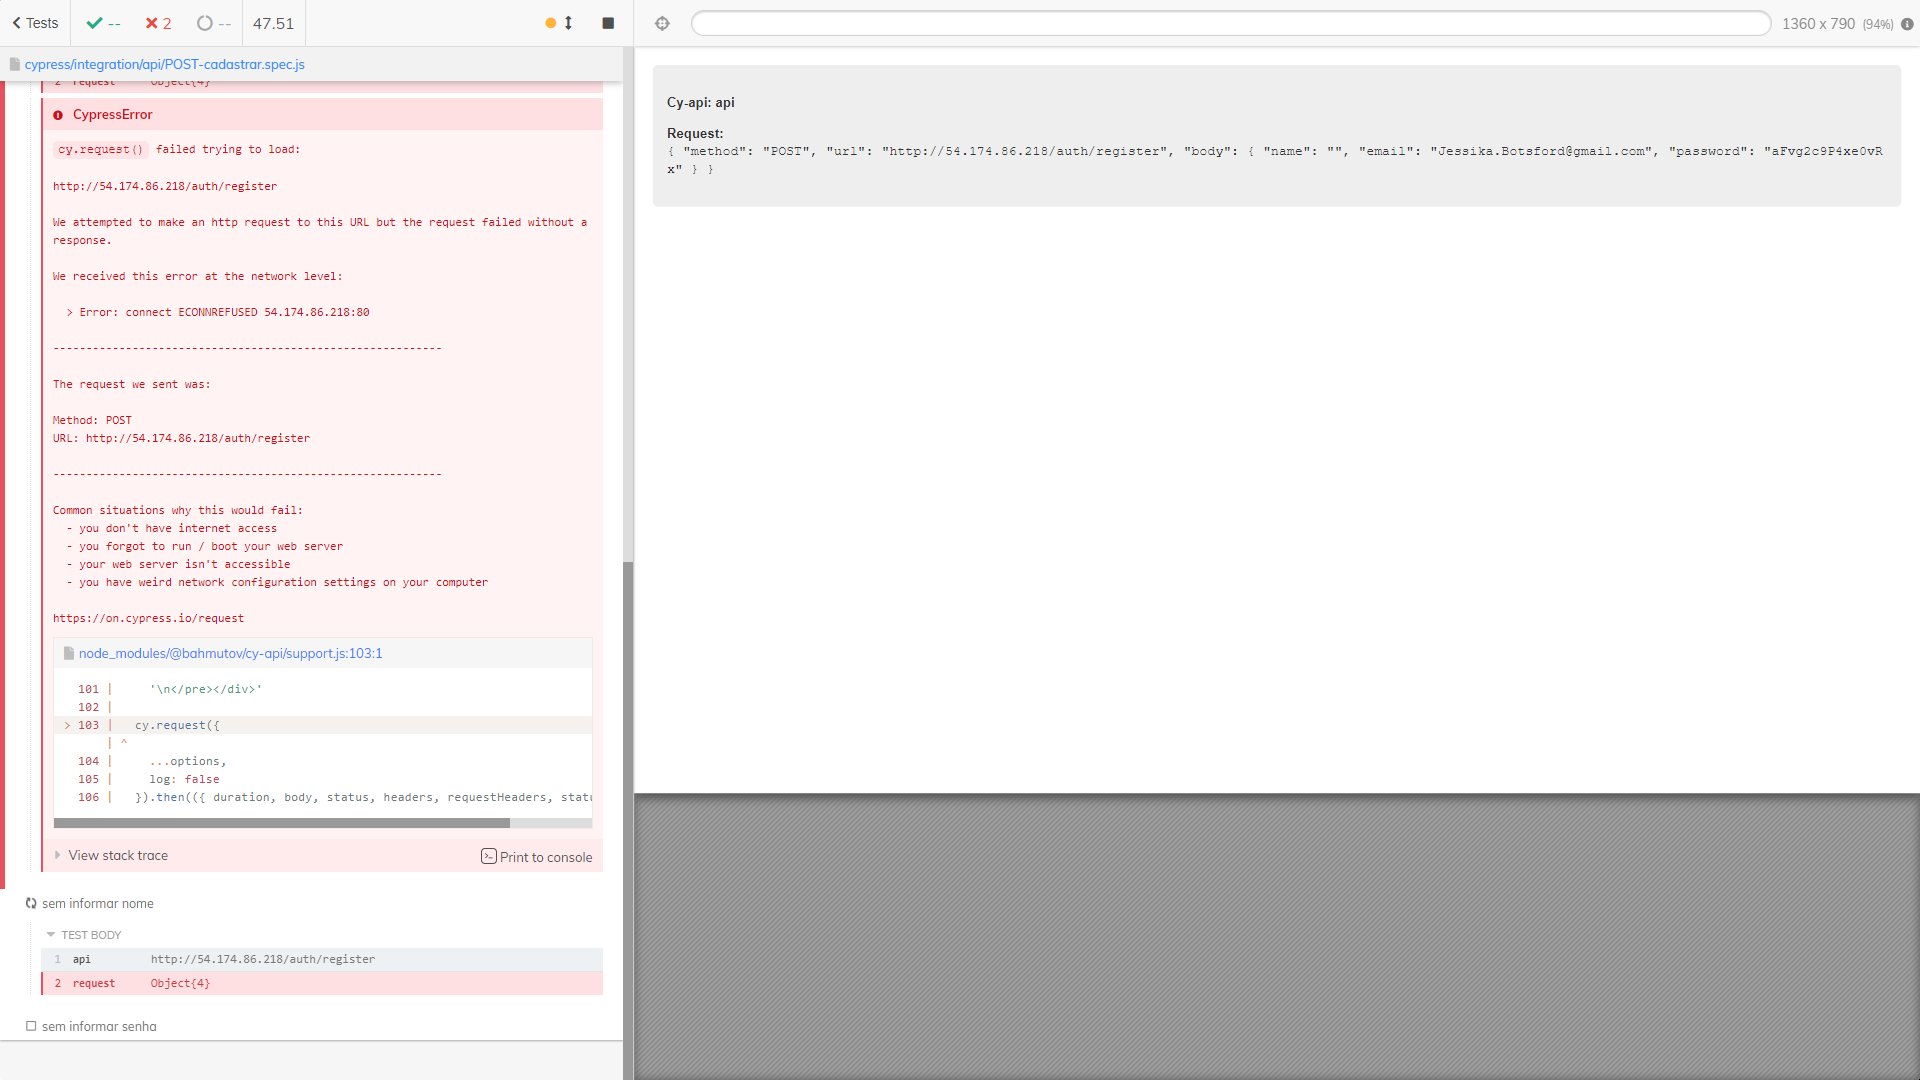 Tests
--
2
--
47.51
1360 x 790 (94%)
cypress/integration/api/POST-cadastrar.spec.js
2 request Object{4}
CypressError
cy.request() failed trying to load:
http://54.174.86.218/auth/register
We attempted to make an http request to this URL but the request failed without a
response.
We received this error at the network level:
> Error: connect ECONNREFUSED 54.174.86.218:80
-----------------------------------------------------------
The request we sent was:
Method: POST
URL: http://54.174.86.218/auth/register
-----------------------------------------------------------
Common situations why this would fail:
- you don't have internet access
- you forgot to run / boot your web server
- your web server isn't accessible
- you have weird network configuration settings on your computer
https://on.cypress.io/request
node_modules/@bahmutov/cy-api/support.js:103:1
101 | '\n</pre></div>'
102 |
> 103 | cy.request({
| ^
104 | ...options,
105 | log: false
106 | }).then(({ duration, body, status, headers, requestHeaders, statu
View stack trace
Print to console
sem informar nome
TEST BODY
1 api http://54.174.86.218/auth/register
2 request Object{4}
sem informar senha
Cy-api: api
Request:
{ "method": "POST", "url": "http://54.174.86.218/auth/register", "body": { "name": "", "email": "Jessika.Botsford@gmail.com", "password": "aFvg2c9P4xe0vR
x" } }